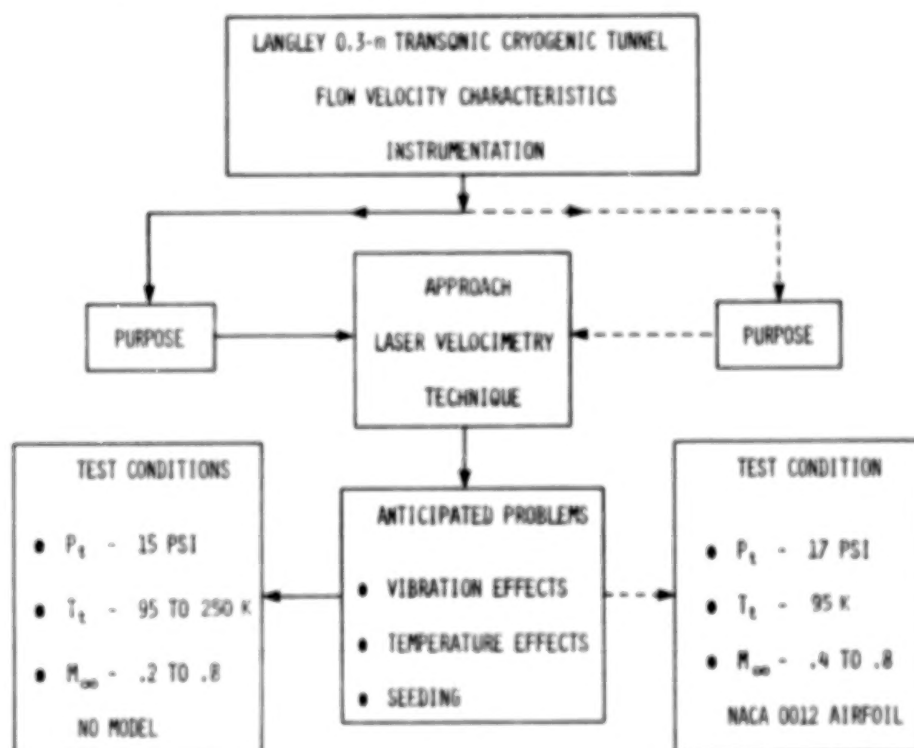 LANGLEY 0.3-m TRANSONIC CRYOGENIC TUNNEL
FLOW VELOCITY CHARACTERISTICS
INSTRUMENTATION
PURPOSE
APPROACH
LASER VELOCIMETRY
TECHNIQUE
PURPOSE
TEST CONDITIONS
● Pt - 15 PSI
● Tt - 95 TO 250 K
● M∞ - .2 TO .8
NO MODEL
ANTICIPATED PROBLEMS
● VIBRATION EFFECTS
● TEMPERATURE EFFECTS
● SEEDING
TEST CONDITION
● Pt - 17 PSI
● Tt - 95 K
● M∞ - .4 TO .8
NACA 0012 AIRFOIL